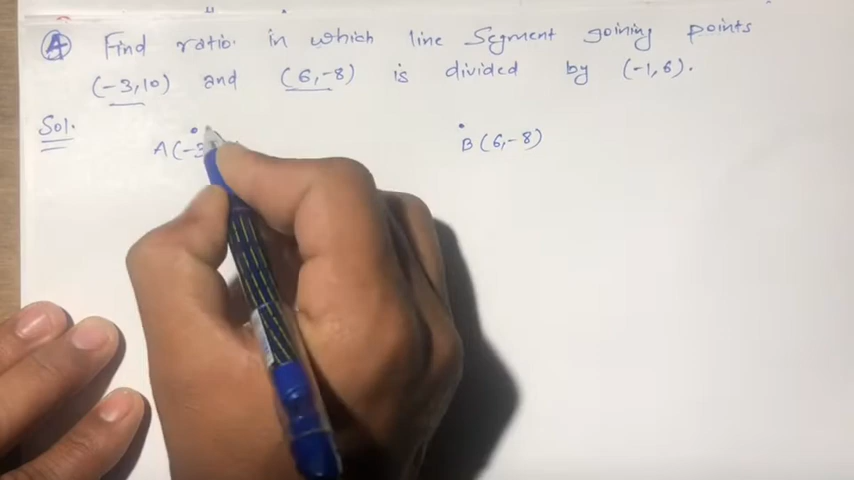 A Find ratio in which line Segment joining points
(-3,10) and (6,-8) is divided by (-1,6).
Sol.
A(-3 B(6,-8)